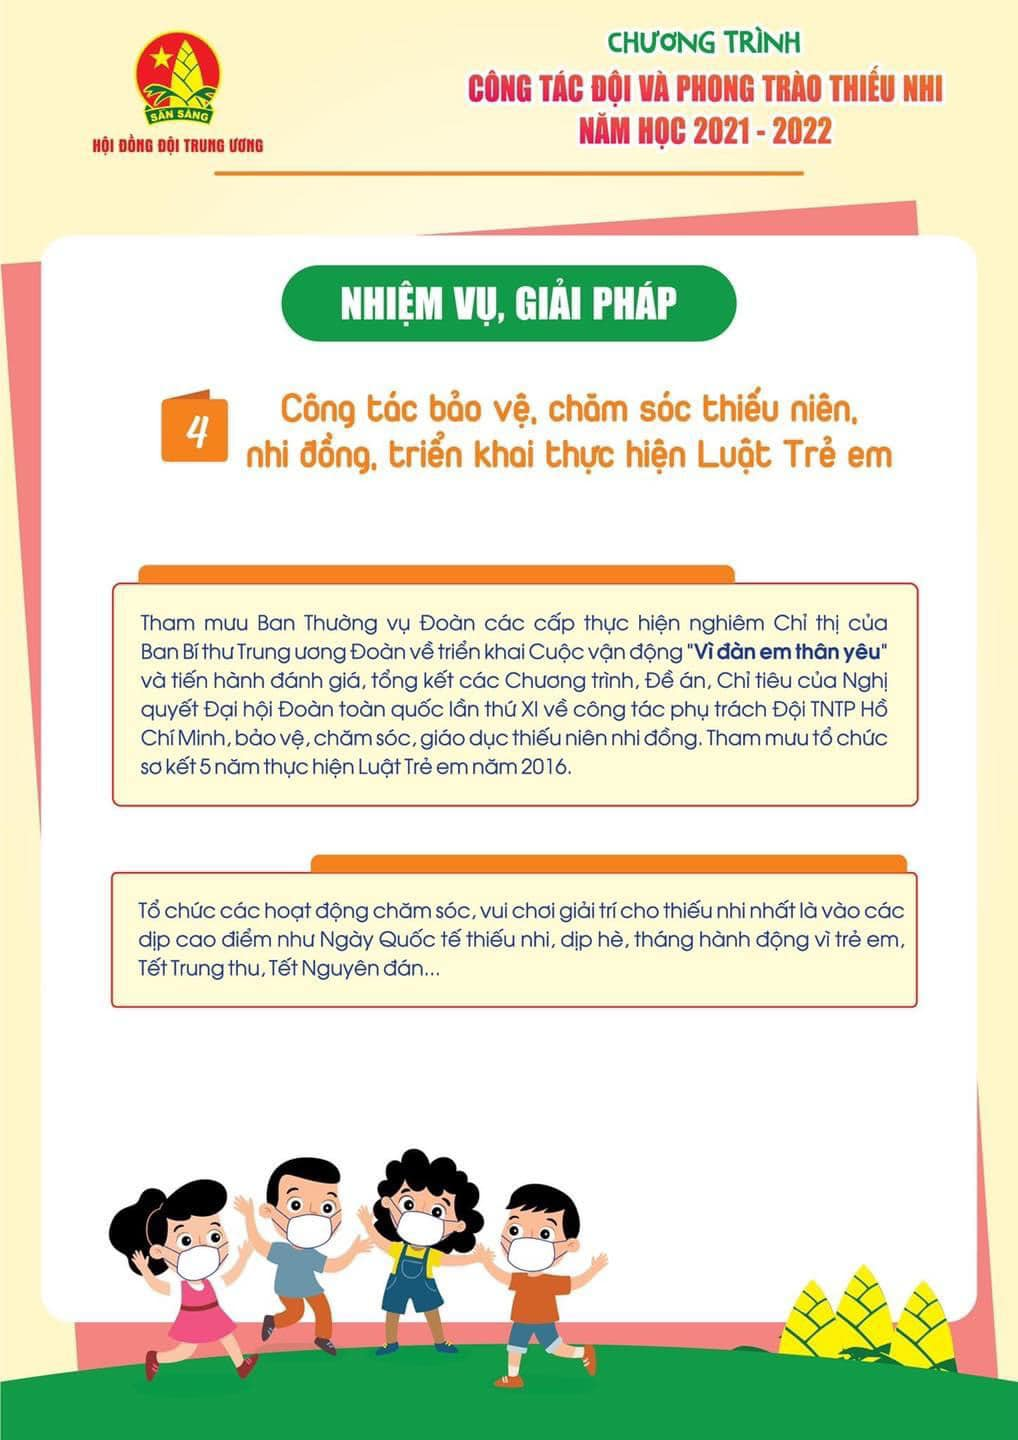 SẴN SÀNG
HỘI ĐỒNG ĐỘI TRUNG ƯƠNG
CHƯƠNG TRÌNH
CÔNG TÁC ĐỘI VÀ PHONG TRÀO THIẾU NHI
NĂM HỌC 2021 - 2022
NHIỆM VỤ, GIẢI PHÁP
4
Công tác bảo vệ, chăm sóc thiếu niên,
nhi đồng, triển khai thực hiện Luật Trẻ em
Tham mưu Ban Thường vụ Đoàn các cấp thực hiện nghiêm Chỉ thị của
Ban Bí thư Trung ương Đoàn về triển khai Cuộc vận động "Vì đàn em thân yêu"
và tiến hành đánh giá, tổng kết các Chương trình, Đề án, Chỉ tiêu của Nghị
quyết Đại hội Đoàn toàn quốc lần thứ XI về công tác phụ trách Đội TNTP Hồ
Chí Minh, bảo vệ, chăm sóc, giáo dục thiếu niên nhi đồng. Tham mưu tổ chức
sơ kết 5 năm thực hiện Luật Trẻ em năm 2016.
Tổ chức các hoạt động chăm sóc, vui chơi giải trí cho thiếu nhi nhất là vào các
dịp cao điểm như Ngày Quốc tế thiếu nhi, dịp hè, tháng hành động vì trẻ em,
Tết Trung thu, Tết Nguyên đán...